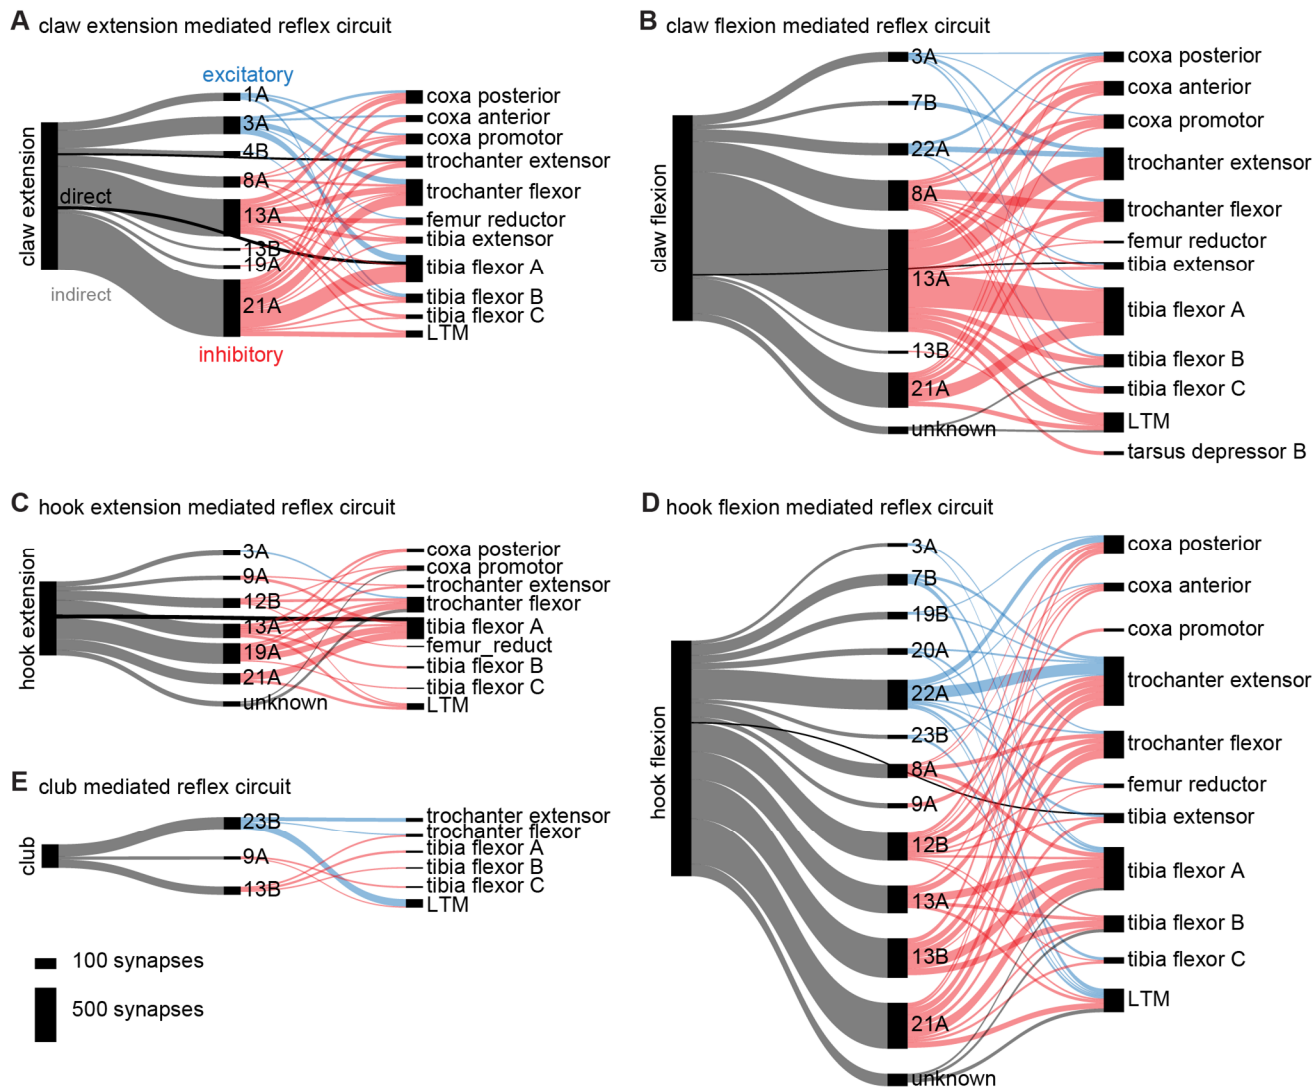 A claw extension mediated reflex circuit
claw extension
direct
indirect
excitatory
1A
3A
4B
8A
13A
13B
19A
21A
inhibitory
coxa posterior
coxa anterior
coxa promotor
trochanter extensor
trochanter flexor
femur reductor
tibia extensor
tibia flexor A
tibia flexor B
tibia flexor C
LTM
B claw flexion mediated reflex circuit
claw flexion
3A
7B
22A
8A
13A
13B
21A
unknown
coxa posterior
coxa anterior
coxa promotor
trochanter extensor
trochanter flexor
femur reductor
tibia extensor
tibia flexor A
tibia flexor B
tibia flexor C
LTM
tarsus depressor B
C hook extension mediated reflex circuit
hook extension
3A
9A
12B
13A
19A
21A
unknown
coxa posterior
coxa promotor
trochanter extensor
trochanter flexor
tibia flexor A
femur_reduct
tibia flexor B
tibia flexor C
LTM
D hook flexion mediated reflex circuit
hook flexion
3A
7B
19B
20A
22A
23B
8A
9A
12B
13A
13B
21A
unknown
coxa posterior
coxa anterior
coxa promotor
trochanter extensor
trochanter flexor
femur reductor
tibia extensor
tibia flexor A
tibia flexor B
tibia flexor C
LTM
E club mediated reflex circuit
club
23B
9A
13B
trochanter extensor
trochanter flexor
tibia flexor A
tibia flexor B
tibia flexor C
LTM
100 synapses
500 synapses